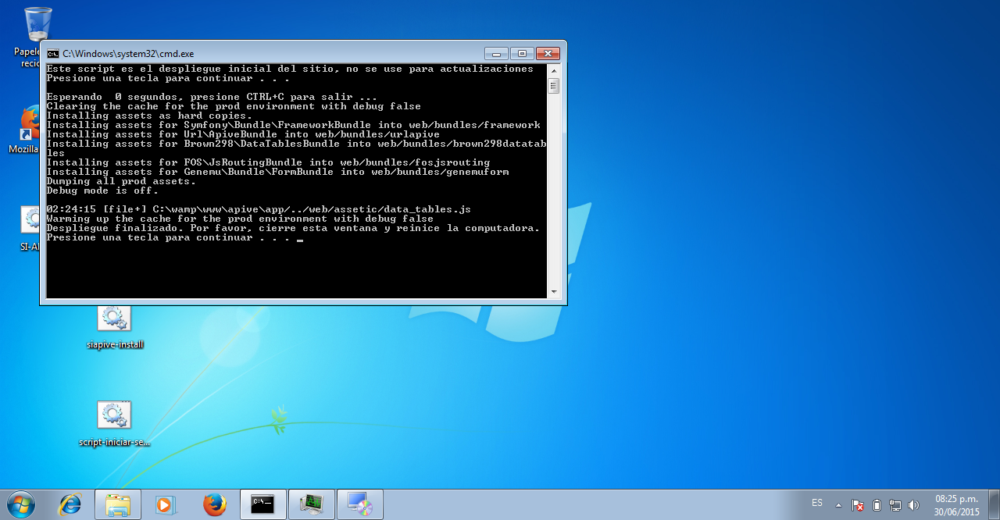 Papele
recic
C:\Windows\system32\cmd.exe
Este script es el despliegue inicial del sitio, no se use para actualizaciones
Presione una tecla para continuar . . .
Esperando  0 segundos, presione CTRL+C para salir ...
Clearing the cache for the prod environment with debug false
Installing assets as hard copies.
Installing assets for Symfony\Bundle\FrameworkBundle into web/bundles/framework
Installing assets for Url\ApiveBundle into web/bundles/urlapive
Installing assets for Brown298\DataTablesBundle into web/bundles/brown298datatab
les
Installing assets for FOS\JsRoutingBundle into web/bundles/fosjsrouting
Installing assets for Genemu\Bundle\FormBundle into web/bundles/genemuform
Dumping all prod assets.
Debug mode is off.
02:24:15 [file+] C:\wamp\www\apive\app/../web/assetic/data_tables.js
Warming up the cache for the prod environment with debug false
Despliegue finalizado. Por favor, cierre esta ventana y reinice la computadora.
Presione una tecla para continuar . . .
Mozilla
SI-A
siapive-install
script-iniciar-se...
ES
08:25 p.m.
30/06/2015